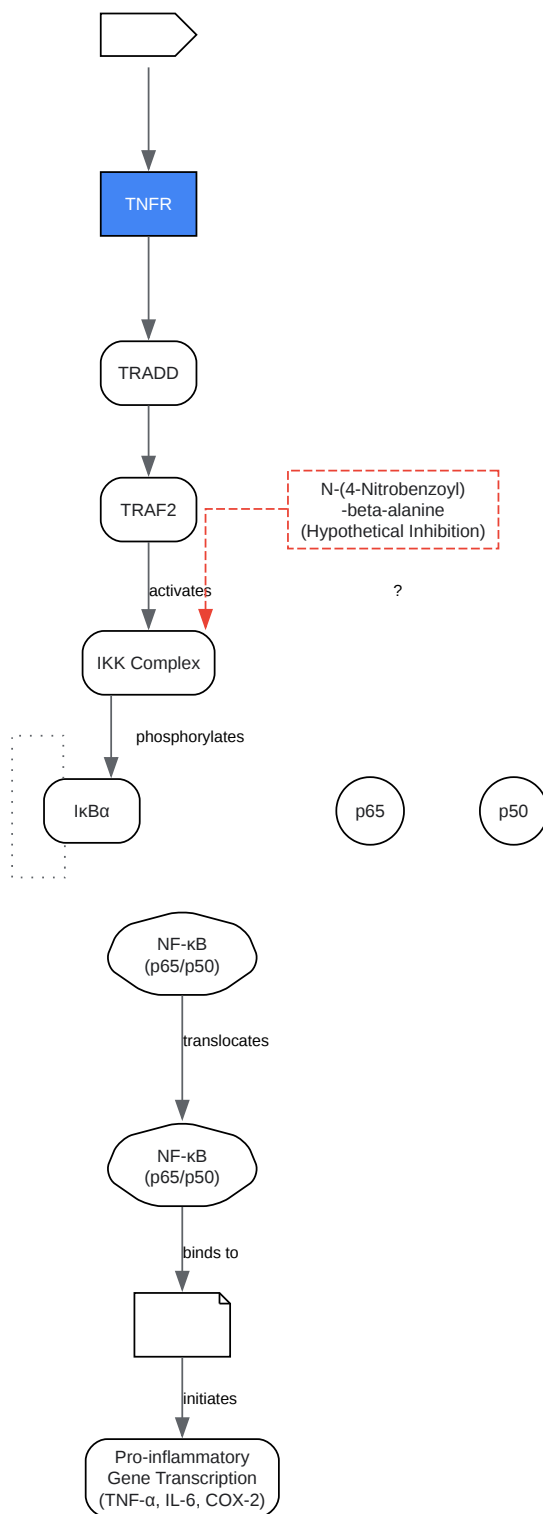 TNFR
TRADD
TRAF2
N-(4-Nitrobenzoyl)
-beta-alanine
(Hypothetical Inhibition)
activates
?
IKK Complex
phosphorylates
IκBα
p65
p50
NF-κB
(p65/p50)
translocates
NF-κB
(p65/p50)
binds to
initiates
Pro-inflammatory
Gene Transcription
(TNF-α, IL-6, COX-2)